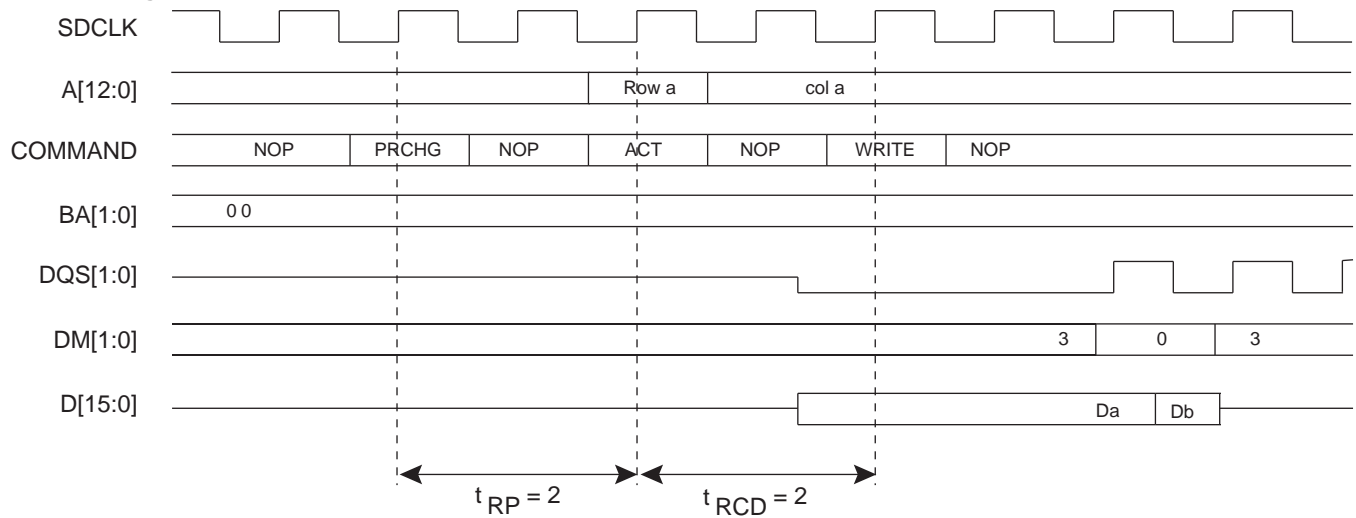 SDCLK
A[12:0] Row a col a
COMMAND NOP PRCHG NOP ACT NOP WRITE NOP
BA[1:0] 0 0
DQS[1:0]
DM[1:0] 3 0 3
D[15:0] Da Db
t RP = 2 t RCD = 2